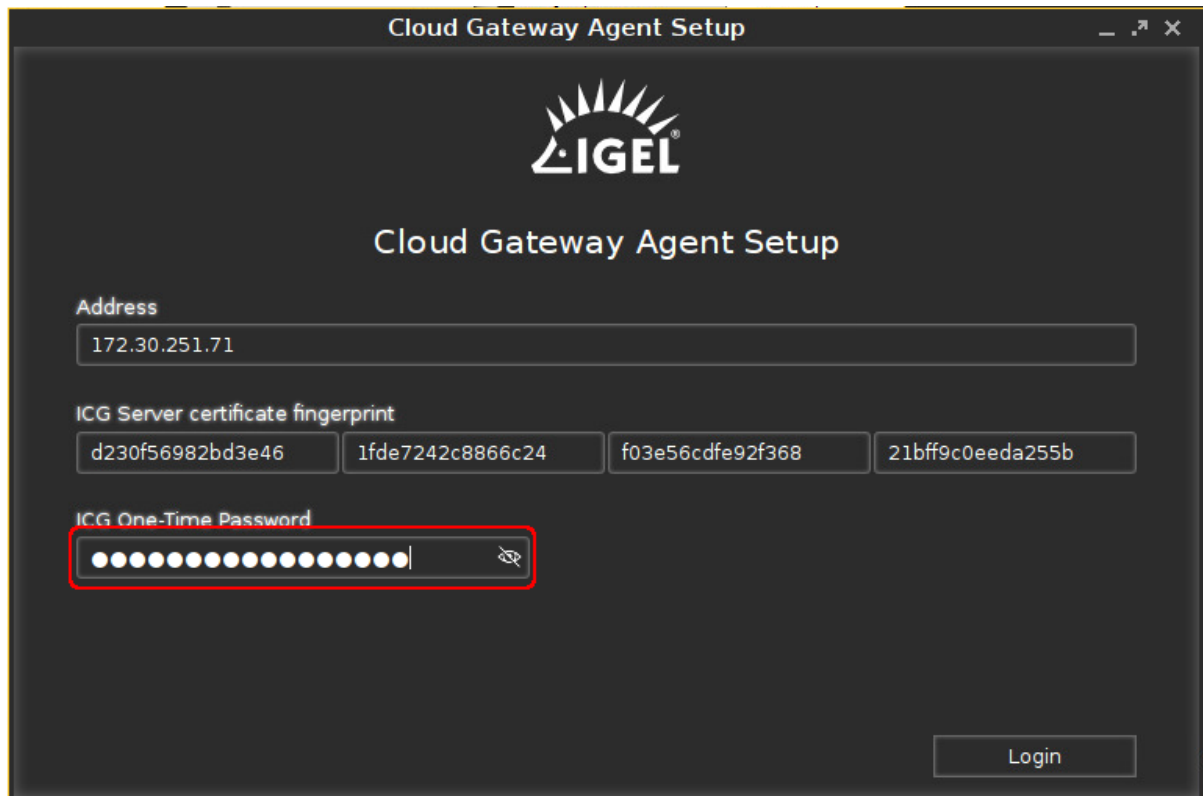 Cloud Gateway Agent Setup
IGEL®
Cloud Gateway Agent Setup
Address
172.30.251.71
ICG Server certificate fingerprint
d230f56982bd3e46 1fde7242c8866c24 f03e56cdfe92f368 21bff9c0eeda255b
ICG One-Time Password
●●●●●●●●●●●●●●●●●
Login